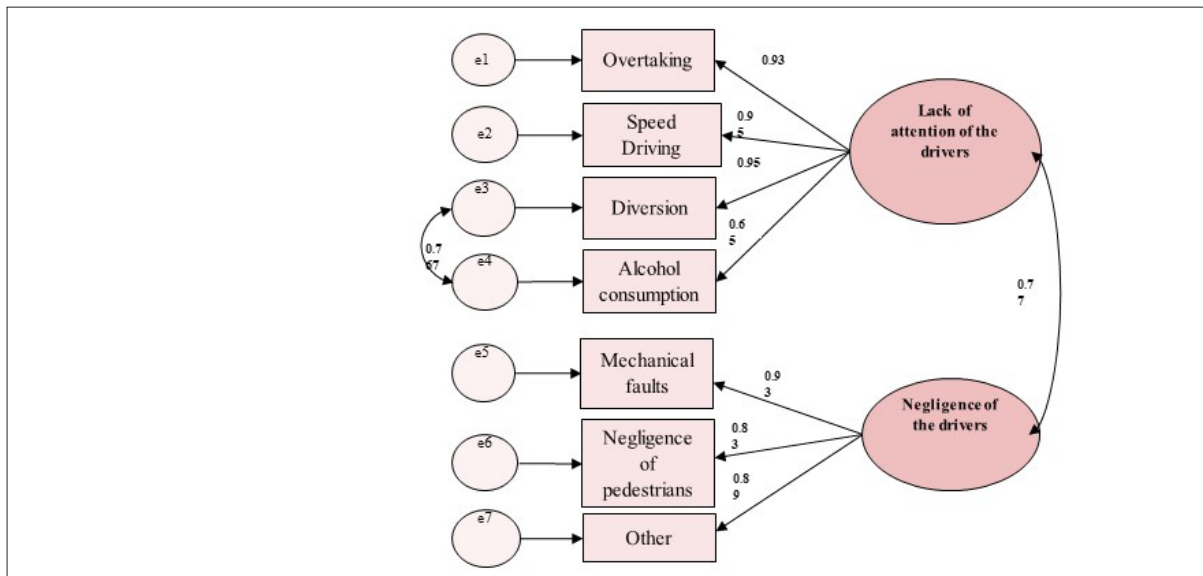 e1
Overtaking
0.93
e2
Speed
Driving
0.9
5
Lack of
attention of the
drivers
0.95
e3
Diversion
0.6
5
0.7
67
e4
Alcohol
consumption
0.7
7
e5
Mechanical
faults
0.9
3
Negligence of
the drivers
e6
Negligence
of
pedestrians
0.8
3
0.8
9
e7
Other